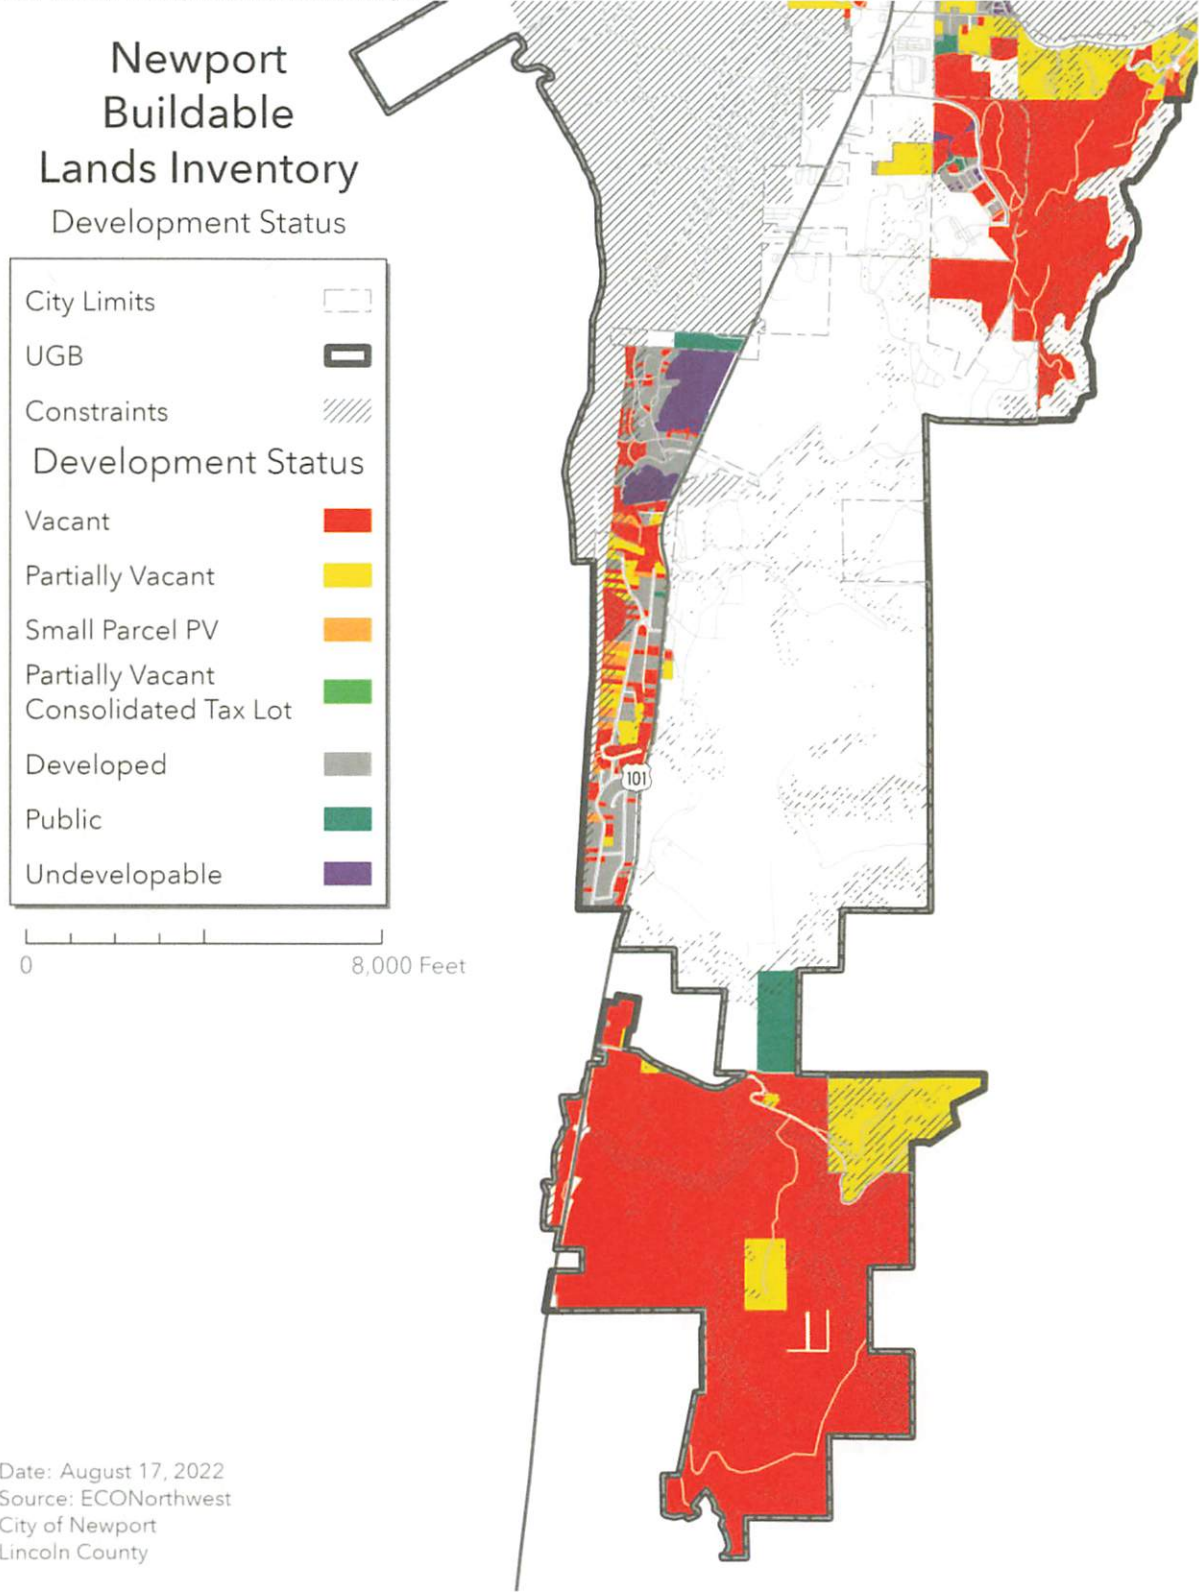 Newport
Buildable
Lands Inventory
Development Status
City Limits
UGB
Constraints
Development Status
Vacant
Partially Vacant
Small Parcel PV
Partially Vacant
Consolidated Tax Lot
Developed
Public
Undevelopable
0
8,000 Feet
101
Date: August 17, 2022
Source: ECONorthwest
City of Newport
Lincoln County